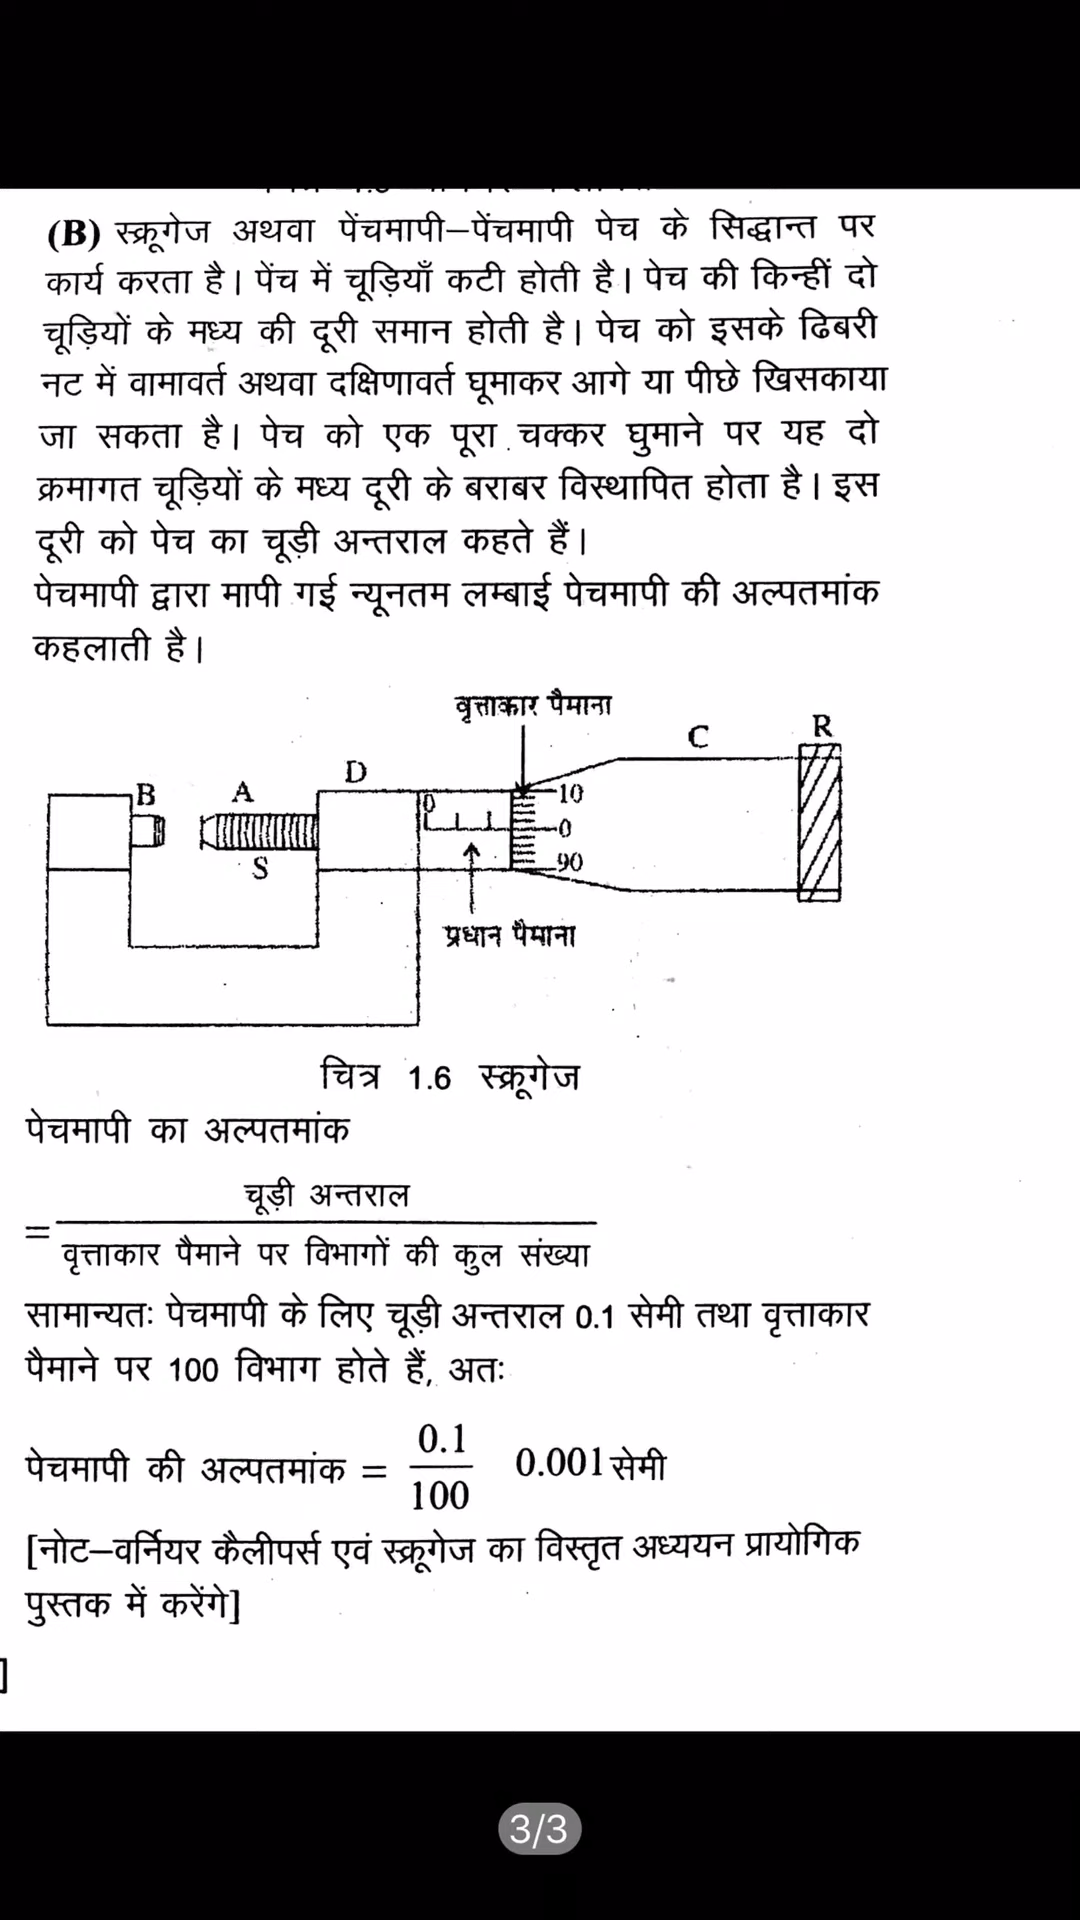 (B) स्क्रूगेज अथवा पेंचमापी–पेंचमापी पेच के सिद्धान्त पर
कार्य करता है। पेंच में चूड़ियाँ कटी होती है। पेच की किन्हीं दो
चूड़ियों के मध्य की दूरी समान होती है। पेच को इसके ढिबरी
नट में वामावर्त अथवा दक्षिणावर्त घूमाकर आगे या पीछे खिसकाया
जा सकता है। पेच को एक पूरा चक्कर घुमाने पर यह दो
क्रमागत चूड़ियों के मध्य दूरी के बराबर विस्थापित होता है। इस
दूरी को पेच का चूड़ी अन्तराल कहते हैं।
पेचमापी द्वारा मापी गई न्यूनतम लम्बाई पेचमापी की अल्पतमांक
कहलाती है।
वृत्ताकार पैमाना
C
R
D
B
A
0
10
0
S
90
प्रधान पैमाना
चित्र 1.6 स्क्रूगेज
पेचमापी का अल्पतमांक
चूड़ी अन्तराल
=
वृत्ताकार पैमाने पर विभागों की कुल संख्या
सामान्यतः पेचमापी के लिए चूड़ी अन्तराल 0.1 सेमी तथा वृत्ताकार
पैमाने पर 100 विभाग होते हैं, अतः
पेचमापी की अल्पतमांक = 0.1/100 0.001 सेमी
[नोट–वर्नियर कैलीपर्स एवं स्क्रूगेज का विस्तृत अध्ययन प्रायोगिक
पुस्तक में करेंगे]
]
3/3